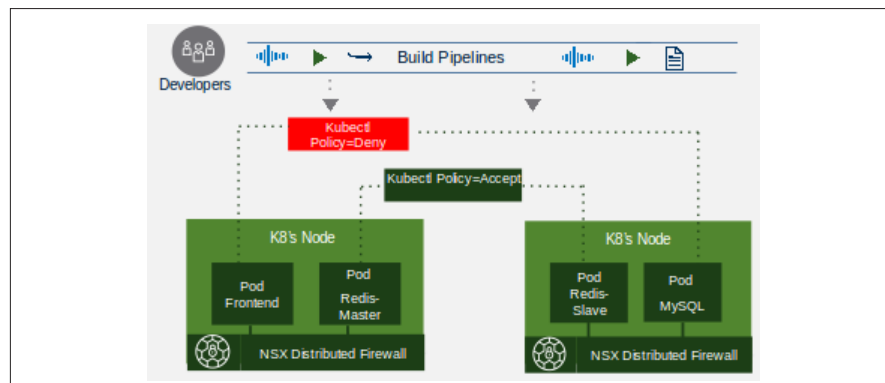 Build Pipelines
Developers
Kubectl
Policy=Deny
Kubectl Policy=Accept
K8's Node
Pod
Frontend
Pod
Redis-
Master
NSX Distributed Firewall
K8's Node
Pod
Redis-
Slave
Pod
MySQL
NSX Distributed Firewall